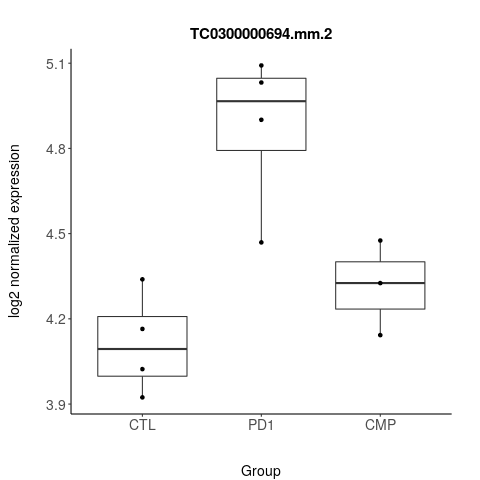 TC0300000694.mm.2
log2 normalized expression
5.1
4.8
4.5
4.2
3.9
CTL PD1 CMP
Group